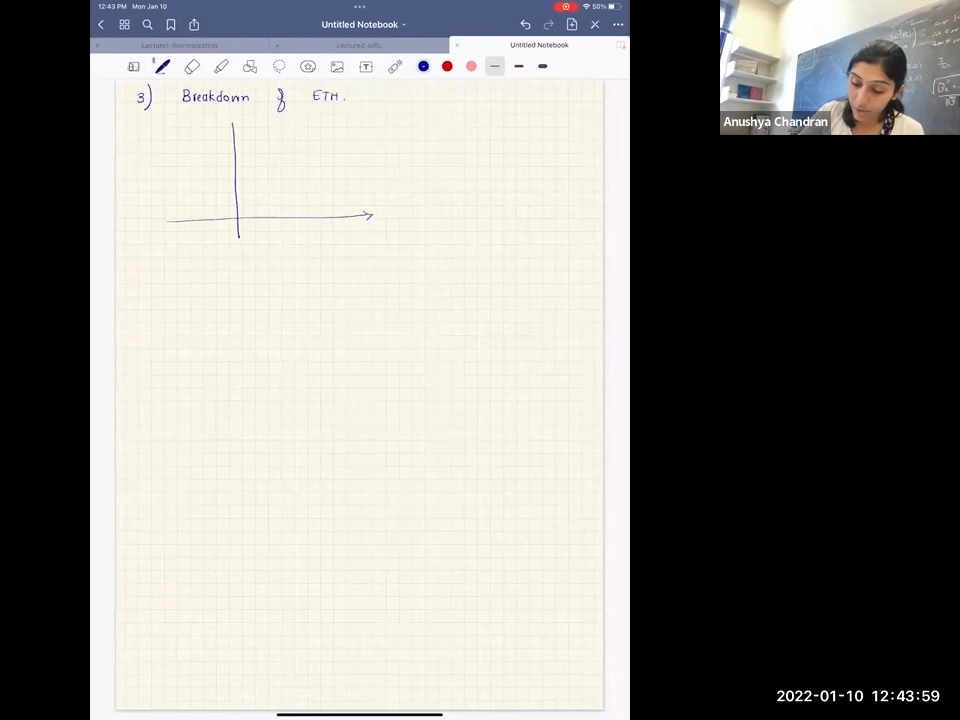 12:43 PM Mon Jan 10
50%
Untitled Notebook
Lecture1-thermalization
Lecture2-MBL
Untitled Notebook
3) Breakdown of ETH.
Anushya Chandran
2022-01-10 12:43:59